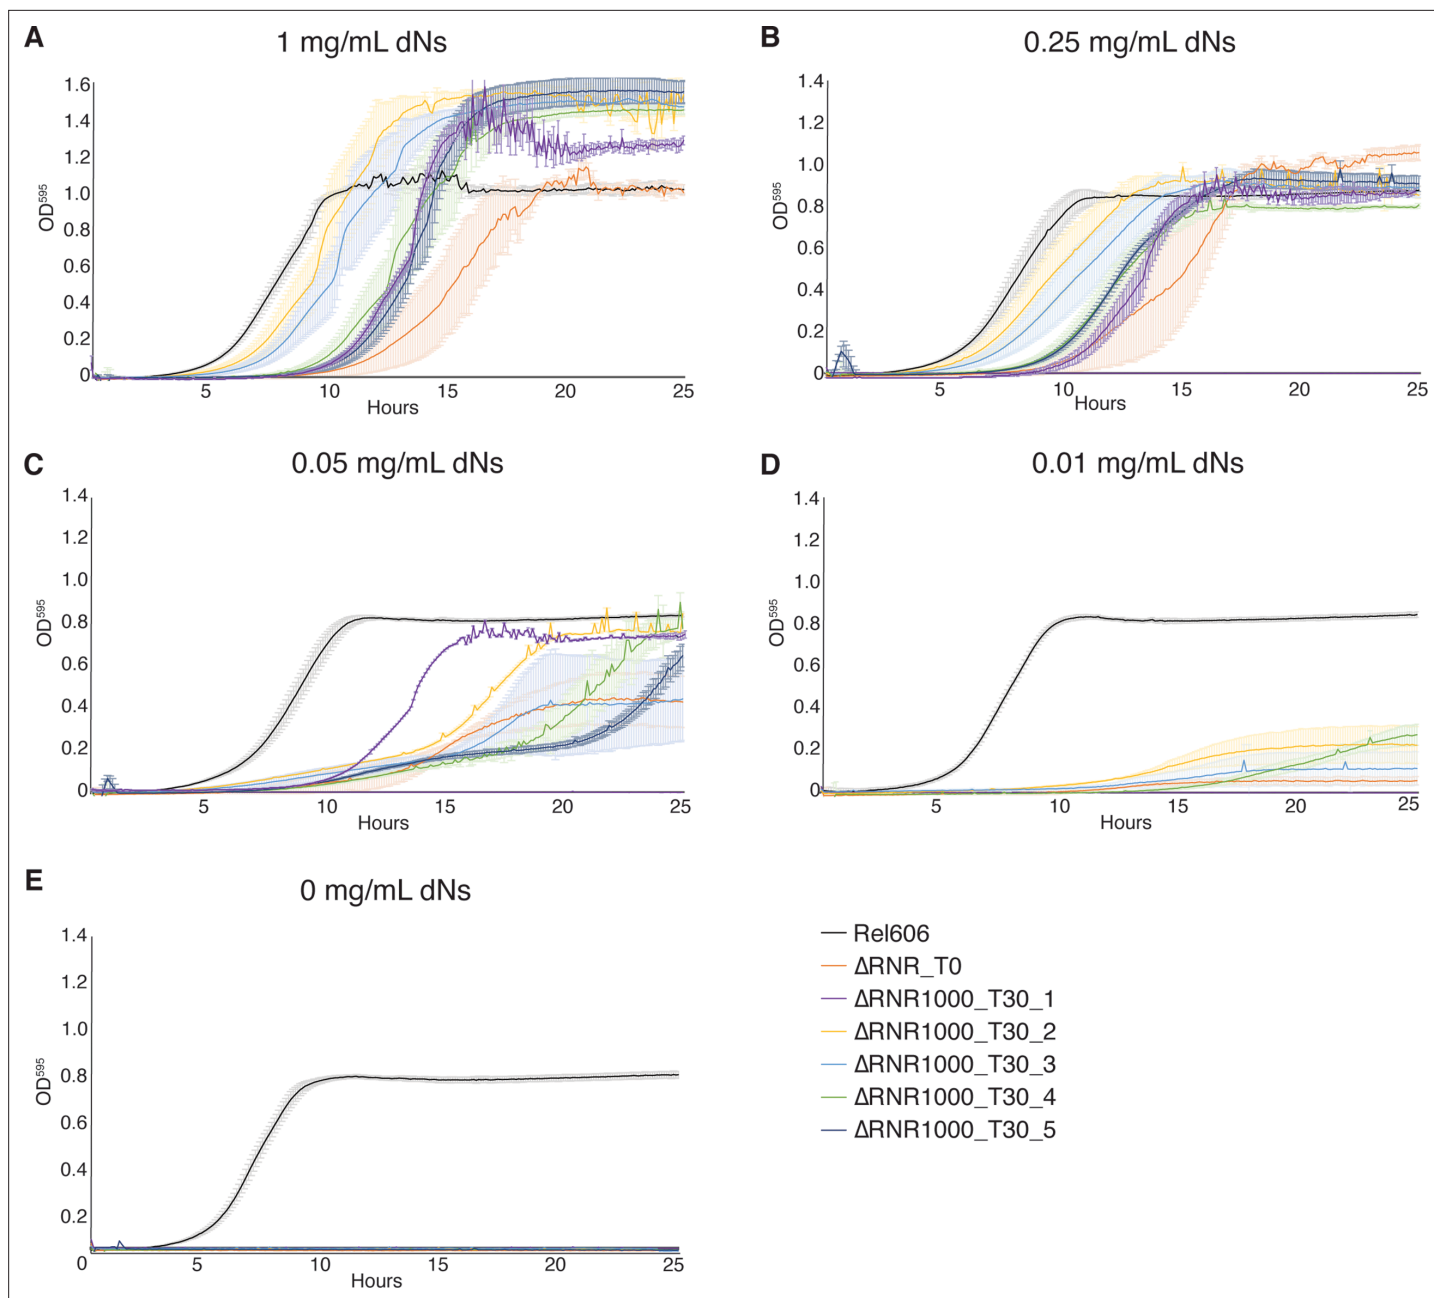 A
1 mg/mL dNs
1.6
1.4
1.2
1.0
0.8
0.6
0.4
0.2
0
OD595
5
10
15
20
25
Hours
B
0.25 mg/mL dNs
1.4
1.2
1.0
0.8
0.6
0.4
0.2
0
OD595
5
10
15
20
25
Hours
C
0.05 mg/mL dNs
1.4
1.2
1.0
0.8
0.6
0.4
0.2
0
OD595
5
10
15
20
25
Hours
D
0.01 mg/mL dNs
1.4
1.2
1.0
0.8
0.6
0.4
0.2
0
OD595
5
10
15
20
25
Hours
E
0 mg/mL dNs
1.4
1.2
1.0
0.8
0.6
0.4
0.2
0
OD595
5
10
15
20
25
Hours
Rel606
ΔRNR_T0
ΔRNR1000_T30_1
ΔRNR1000_T30_2
ΔRNR1000_T30_3
ΔRNR1000_T30_4
ΔRNR1000_T30_5